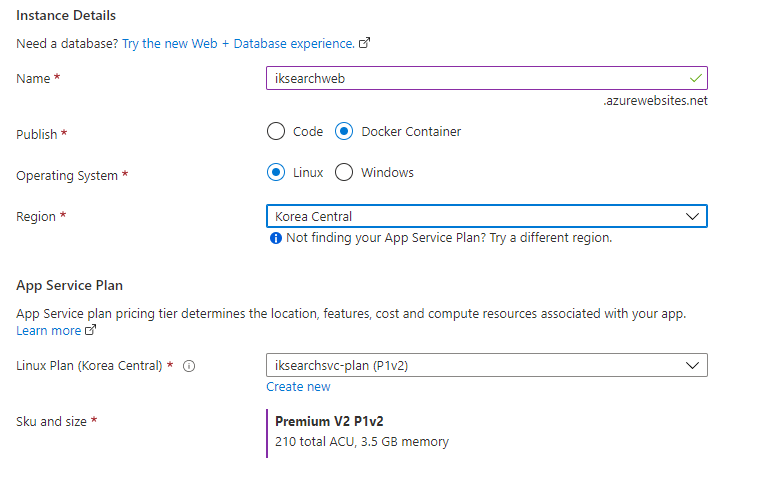 Instance Details
Need a database? Try the new Web + Database experience.
Name *
iksearchweb
.azurewebsites.net
Publish *
Code
Docker Container
Operating System *
Linux
Windows
Region *
Korea Central
Not finding your App Service Plan? Try a different region.
App Service Plan
App Service plan pricing tier determines the location, features, cost and compute resources associated with your app.
Learn more
Linux Plan (Korea Central) *
iksearchsvc-plan (P1v2)
Create new
Sku and size *
Premium V2 P1v2
210 total ACU, 3.5 GB memory